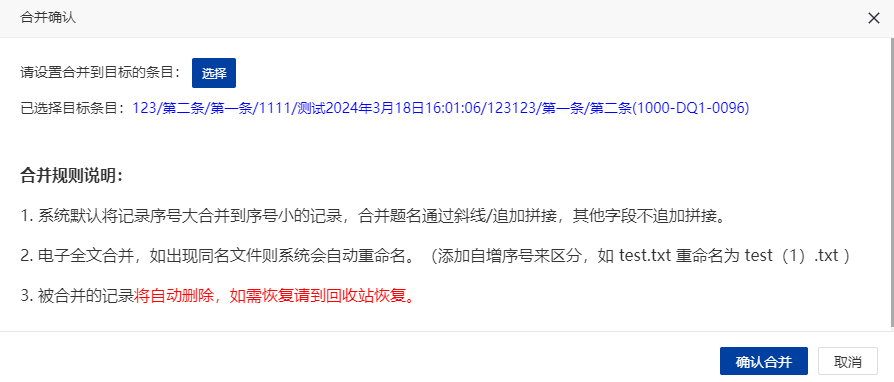 合并确认
请设置合并到目标的条目： 选择
已选择目标条目：123/第二条/第一条/1111/测试2024年3月18日16:01:06/123123/第一条/第二条(1000-DQ1-0096)
合并规则说明：
1. 系统默认将记录序号大合并到序号小的记录，合并题名通过斜线/追加拼接，其他字段不追加拼接。
2. 电子全文合并，如出现同名文件则系统会自动重命名。（添加自增序号来区分，如 test.txt 重命名为 test（1）.txt ）
3. 被合并的记录将自动删除，如需恢复请到回收站恢复。
确认合并 取消